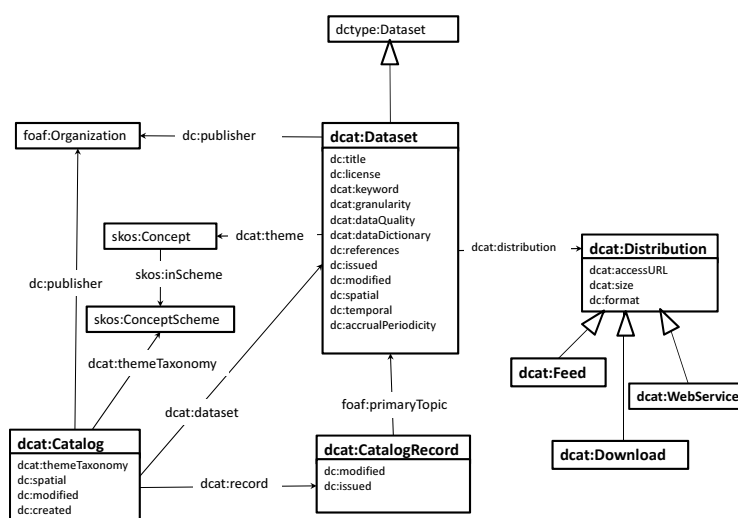 dctype:Dataset
foaf:Organization
dc:publisher
dcat:Dataset
dc:title
dc:license
dcat:keyword
dcat:granularity
dcat:dataQuality
dcat:dataDictionary
dc:references
dc:issued
dc:modified
dc:spatial
dc:temporal
dc:accrualPeriodicity
skos:Concept
dcat:theme
dcat:distribution
dcat:Distribution
dcat:accessURL
dcat:size
dc:format
skos:inScheme
dc:publisher
skos:ConceptScheme
dcat:themeTaxonomy
dcat:Feed
dcat:WebService
dcat:Download
dcat:dataset
foaf:primaryTopic
dcat:Catalog
dcat:themeTaxonomy
dc:spatial
dc:modified
dc:created
dcat:record
dcat:CatalogRecord
dc:modified
dc:issued